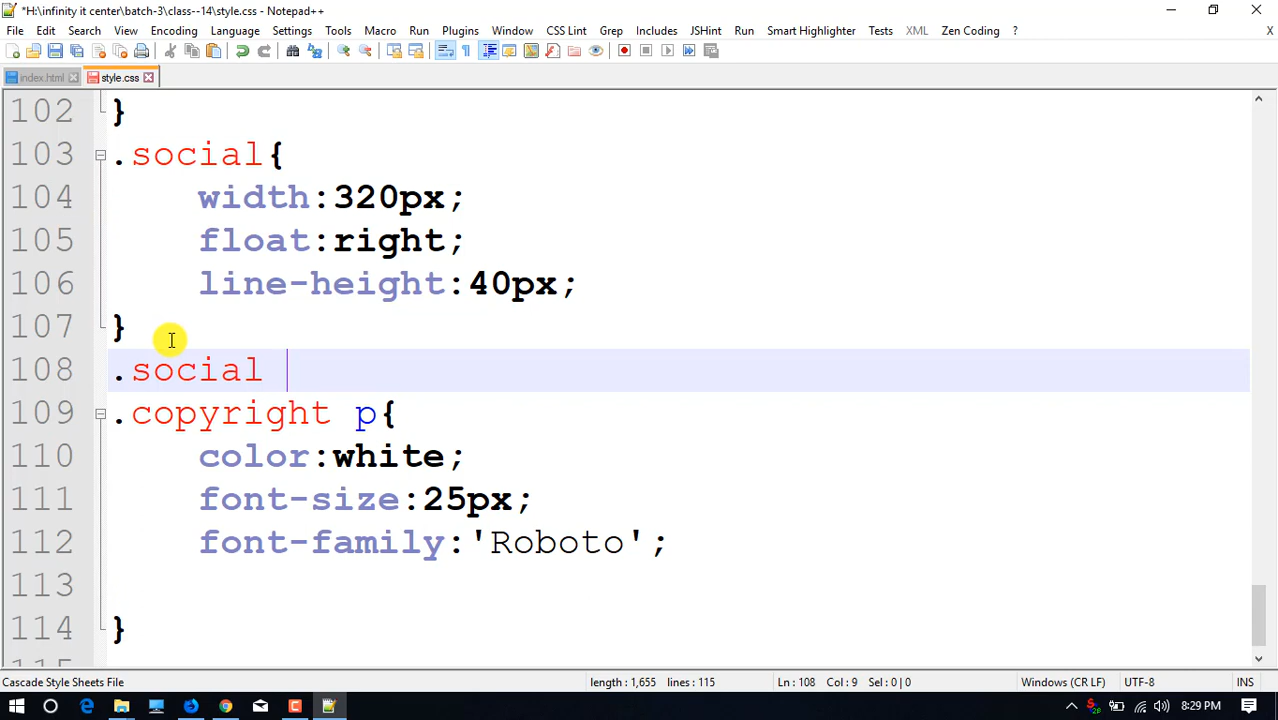 *H:\infinity it center\batch-3\class--14\style.css - Notepad++
File Edit Search View Encoding Language Settings Tools Macro Run Plugins Window CSS Lint Grep Includes JSHint Run Smart Highlighter Tests XML Zen Coding ? X
index.html style.css
102 }
103 .social{
104 width:320px;
105 float:right;
106 line-height:40px;
107 }
108 .social
109 .copyright p{
110 color:white;
111 font-size:25px;
112 font-family:'Roboto';
113
114 }
115
Cascade Style Sheets File length : 1,655 lines : 115 Ln : 108 Col : 9 Sel : 0 | 0 Windows (CR LF) UTF-8 INS
8:29 PM